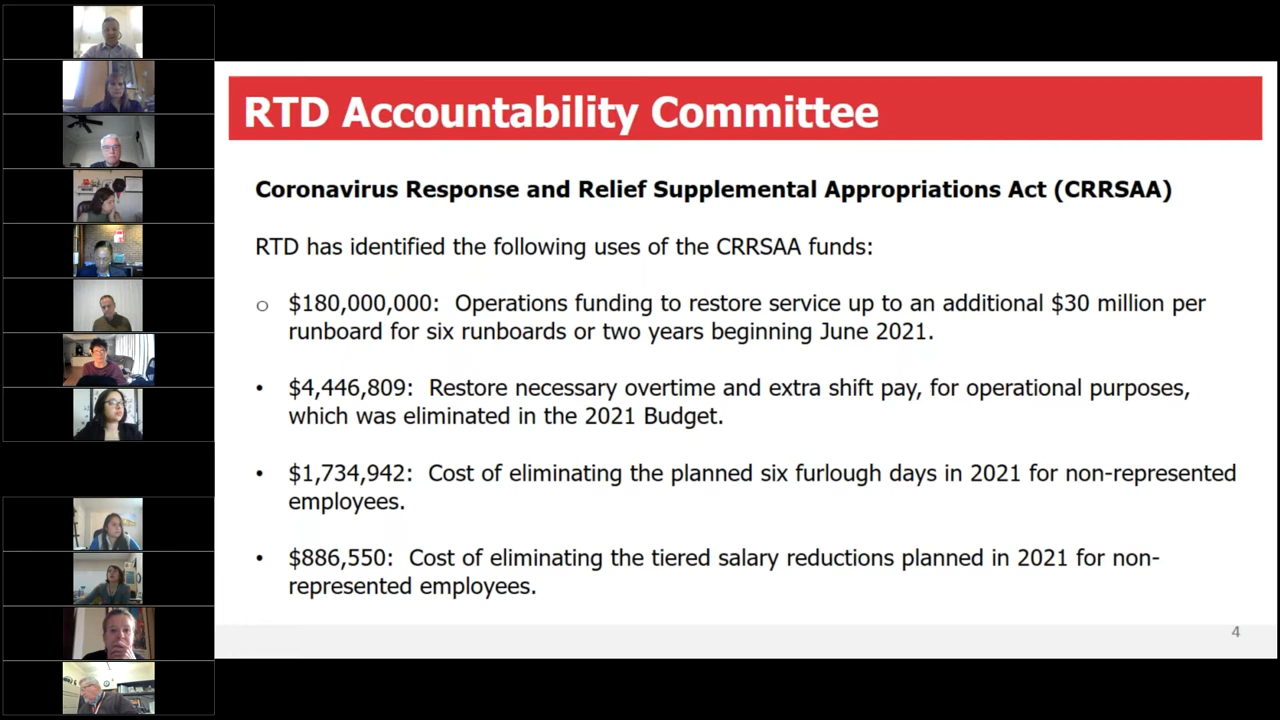 RTD Accountability Committee
Coronavirus Response and Relief Supplemental Appropriations Act (CRRSAA)
RTD has identified the following uses of the CRRSAA funds:
o $180,000,000: Operations funding to restore service up to an additional $30 million per
runboard for six runboards or two years beginning June 2021.
• $4,446,809: Restore necessary overtime and extra shift pay, for operational purposes,
which was eliminated in the 2021 Budget.
• $1,734,942: Cost of eliminating the planned six furlough days in 2021 for non-represented
employees.
• $886,550: Cost of eliminating the tiered salary reductions planned in 2021 for non-
represented employees.
4